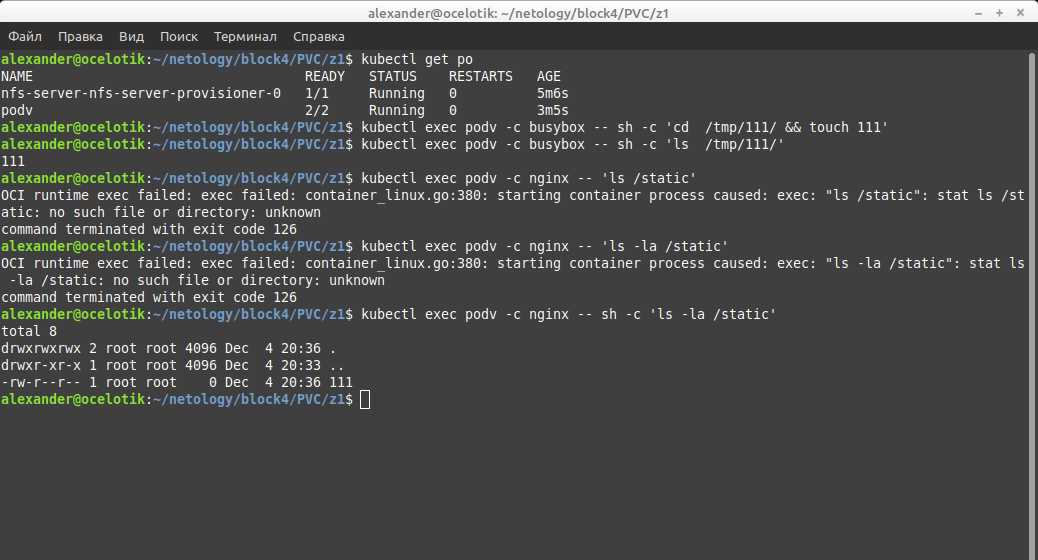 alexander@ocelotik: ~/netology/block4/PVC/z1
Файл Правка Вид Поиск Терминал Справка
alexander@ocelotik:~/netology/block4/PVC/z1$ kubectl get po
NAME                                  READY   STATUS    RESTARTS   AGE
nfs-server-nfs-server-provisioner-0   1/1     Running   0          5m6s
podv                                  2/2     Running   0          3m5s
alexander@ocelotik:~/netology/block4/PVC/z1$ kubectl exec podv -c busybox -- sh -c 'cd  /tmp/111/ && touch 111'
alexander@ocelotik:~/netology/block4/PVC/z1$ kubectl exec podv -c busybox -- sh -c 'ls  /tmp/111/'
111
alexander@ocelotik:~/netology/block4/PVC/z1$ kubectl exec podv -c nginx -- 'ls /static'
OCI runtime exec failed: exec failed: container_linux.go:380: starting container process caused: exec: "ls /static": stat ls /st
atic: no such file or directory: unknown
command terminated with exit code 126
alexander@ocelotik:~/netology/block4/PVC/z1$ kubectl exec podv -c nginx -- 'ls -la /static'
OCI runtime exec failed: exec failed: container_linux.go:380: starting container process caused: exec: "ls -la /static": stat ls
 -la /static: no such file or directory: unknown
command terminated with exit code 126
alexander@ocelotik:~/netology/block4/PVC/z1$ kubectl exec podv -c nginx -- sh -c 'ls -la /static'
total 8
drwxrwxrwx 2 root root 4096 Dec  4 20:36 .
drwxr-xr-x 1 root root 4096 Dec  4 20:33 ..
-rw-r--r-- 1 root root    0 Dec  4 20:36 111
alexander@ocelotik:~/netology/block4/PVC/z1$